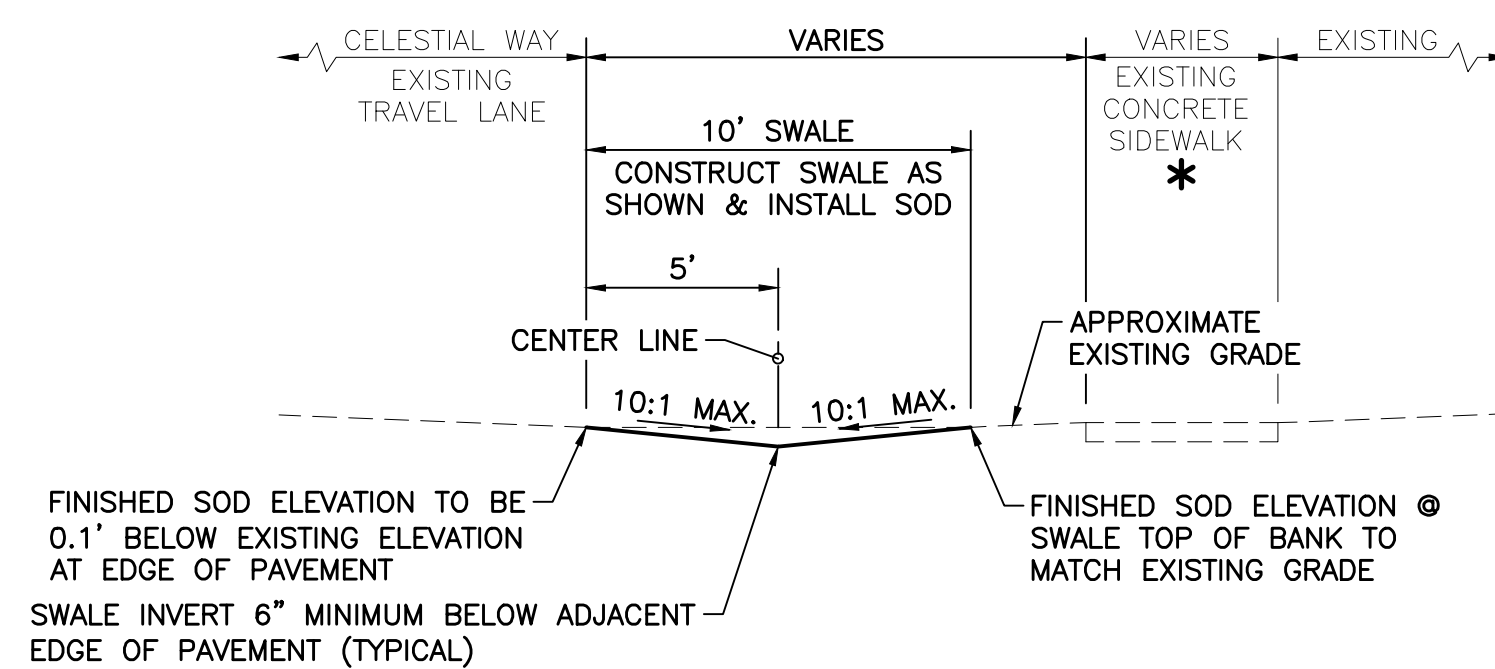 CELESTIAL WAY
EXISTING
TRAVEL LANE
VARIES
VARIES
EXISTING
CONCRETE
SIDEWALK
*
EXISTING
10' SWALE
CONSTRUCT SWALE AS
SHOWN & INSTALL SOD
5'
CENTER LINE
APPROXIMATE
EXISTING GRADE
10:1 MAX.
10:1 MAX.
FINISHED SOD ELEVATION TO BE
0.1' BELOW EXISTING ELEVATION
AT EDGE OF PAVEMENT
SWALE INVERT 6" MINIMUM BELOW ADJACENT
EDGE OF PAVEMENT (TYPICAL)
FINISHED SOD ELEVATION @
SWALE TOP OF BANK TO
MATCH EXISTING GRADE